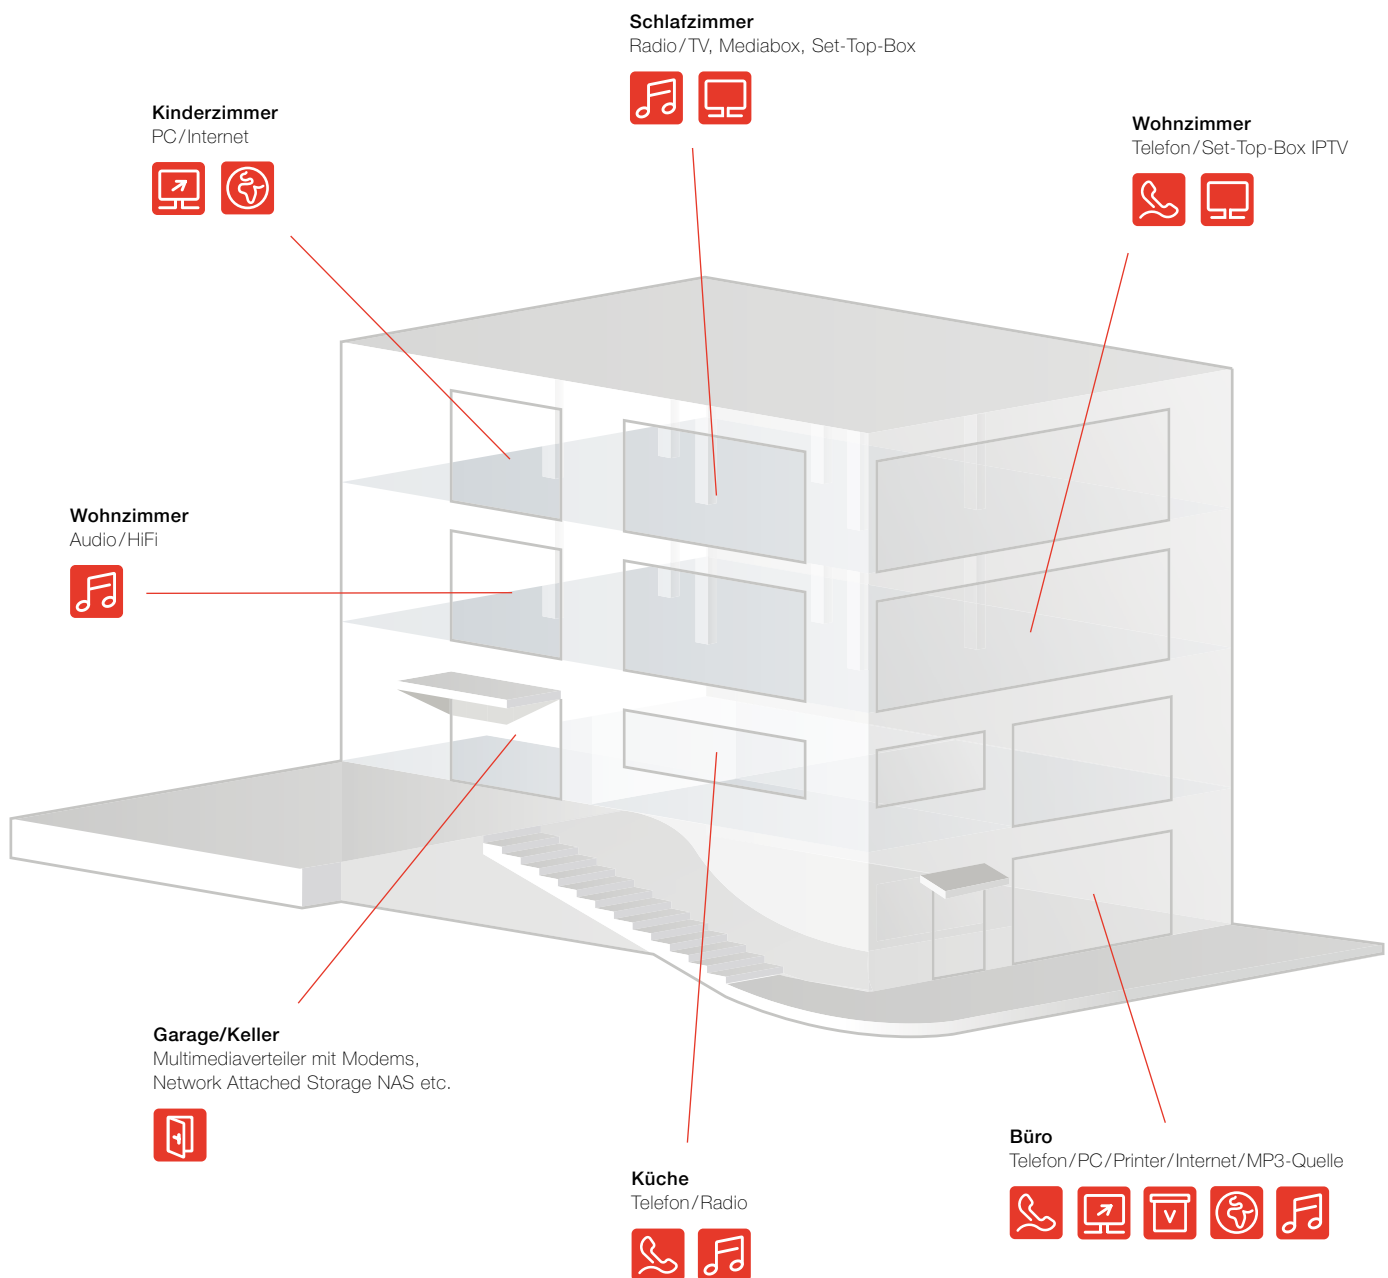 Schlafzimmer
Radio/TV, Mediabox, Set-Top-Box
Kinderzimmer
PC/Internet
Wohnzimmer
Telefon/Set-Top-Box IPTV
Wohnzimmer
Audio/HiFi
Garage/Keller
Multimediaverteiler mit Modems,
Network Attached Storage NAS etc.
Küche
Telefon/Radio
Büro
Telefon/PC/Printer/Internet/MP3-Quelle